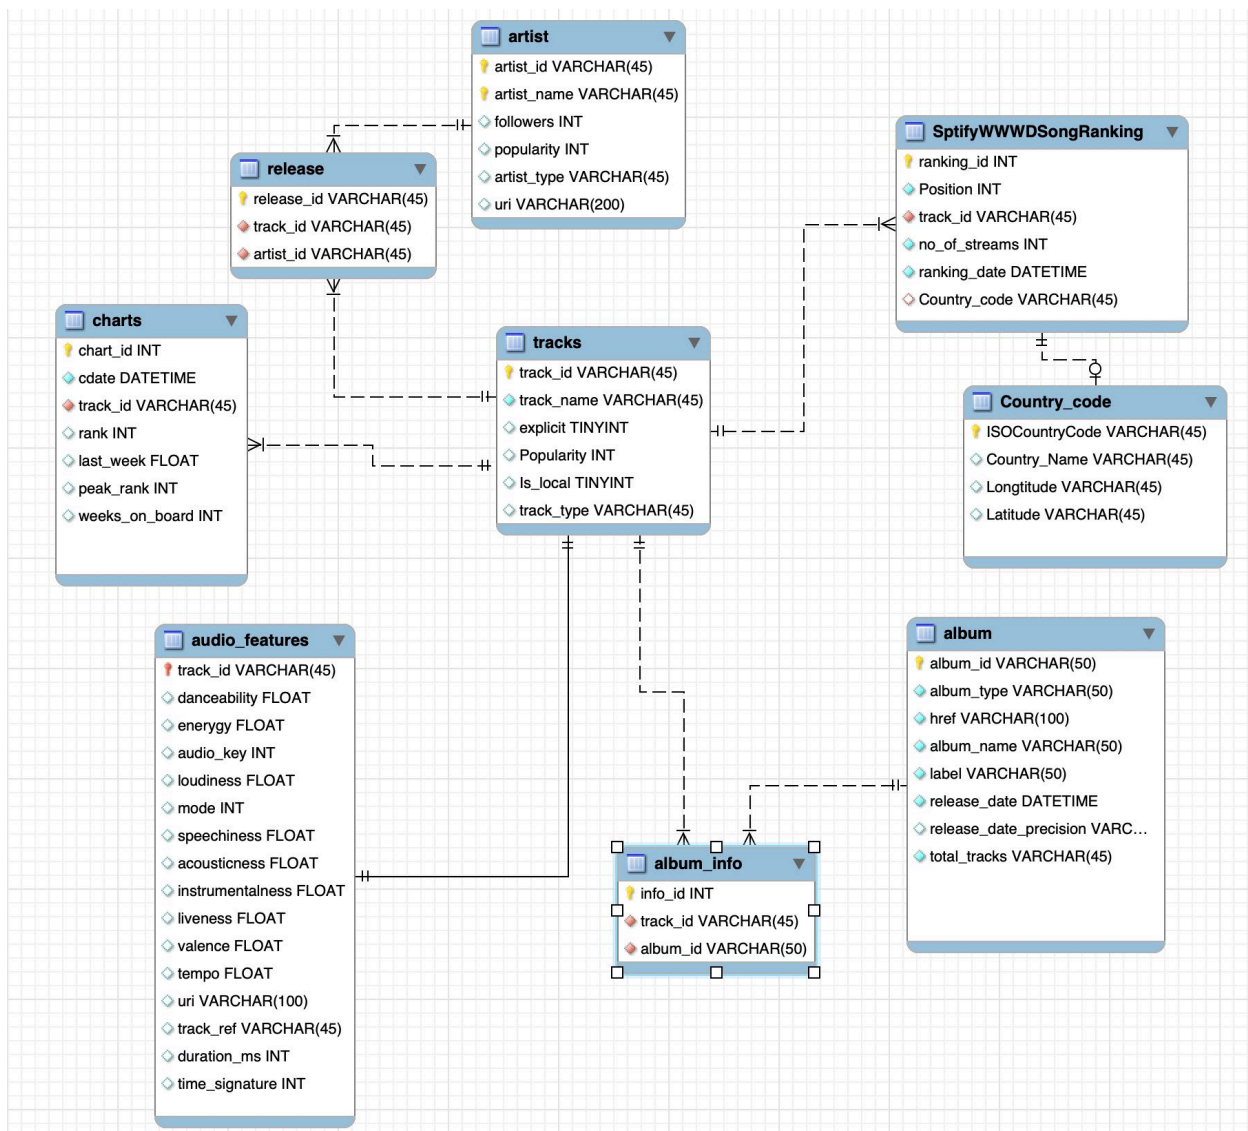 artist
artist_id VARCHAR(45)
artist_name VARCHAR(45)
followers INT
popularity INT
artist_type VARCHAR(45)
uri VARCHAR(200)
release
release_id VARCHAR(45)
track_id VARCHAR(45)
artist_id VARCHAR(45)
SptifyWWWDSongRanking
ranking_id INT
Position INT
track_id VARCHAR(45)
no_of_streams INT
ranking_date DATETIME
Country_code VARCHAR(45)
charts
chart_id INT
cdate DATETIME
track_id VARCHAR(45)
rank INT
last_week FLOAT
peak_rank INT
weeks_on_board INT
tracks
track_id VARCHAR(45)
track_name VARCHAR(45)
explicit TINYINT
Popularity INT
Is_local TINYINT
track_type VARCHAR(45)
Country_code
ISOCountryCode VARCHAR(45)
Country_Name VARCHAR(45)
Longtitude VARCHAR(45)
Latitude VARCHAR(45)
audio_features
track_id VARCHAR(45)
danceability FLOAT
enerygy FLOAT
audio_key INT
loudiness FLOAT
mode INT
speechiness FLOAT
acousticness FLOAT
instrumentalness FLOAT
liveness FLOAT
valence FLOAT
tempo FLOAT
uri VARCHAR(100)
track_ref VARCHAR(45)
duration_ms INT
time_signature INT
album
album_id VARCHAR(50)
album_type VARCHAR(50)
href VARCHAR(100)
album_name VARCHAR(50)
label VARCHAR(50)
release_date DATETIME
release_date_precision VARC...
total_tracks VARCHAR(45)
album_info
info_id INT
track_id VARCHAR(45)
album_id VARCHAR(50)